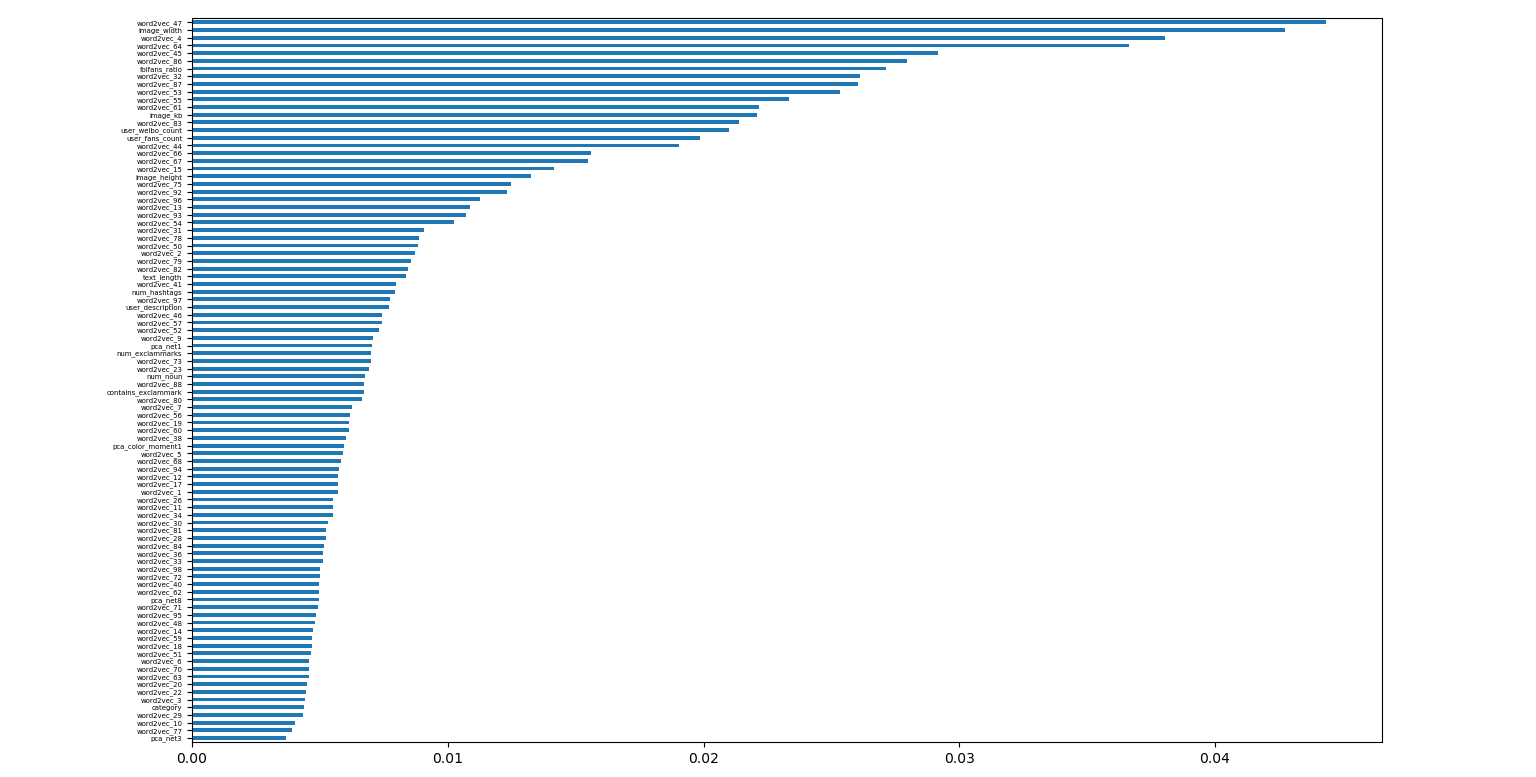 word2vec_47
image_width
word2vec_4
word2vec_64
word2vec_45
word2vec_86
folfans_ratio
word2vec_32
word2vec_87
word2vec_53
word2vec_55
word2vec_61
image_kb
word2vec_83
user_weibo_count
user_fans_count
word2vec_44
word2vec_66
word2vec_67
word2vec_15
image_height
word2vec_75
word2vec_92
word2vec_96
word2vec_13
word2vec_93
word2vec_54
word2vec_31
word2vec_78
word2vec_50
word2vec_2
word2vec_79
word2vec_82
text_length
word2vec_41
num_hashtags
word2vec_97
user_description
word2vec_46
word2vec_57
word2vec_52
word2vec_9
pca_net1
num_exclammarks
word2vec_73
word2vec_23
num_noun
word2vec_88
contains_exclammark
word2vec_80
word2vec_7
word2vec_56
word2vec_19
word2vec_60
word2vec_38
pca_color_moment1
word2vec_5
word2vec_68
word2vec_94
word2vec_12
word2vec_17
word2vec_1
word2vec_26
word2vec_11
word2vec_34
word2vec_30
word2vec_81
word2vec_28
word2vec_84
word2vec_36
word2vec_33
word2vec_98
word2vec_72
word2vec_40
word2vec_62
pca_net8
word2vec_71
word2vec_95
word2vec_48
word2vec_14
word2vec_59
word2vec_18
word2vec_51
word2vec_6
word2vec_70
word2vec_63
word2vec_20
word2vec_22
word2vec_3
category
word2vec_29
word2vec_10
word2vec_77
pca_net3
0.00 0.01 0.02 0.03 0.04